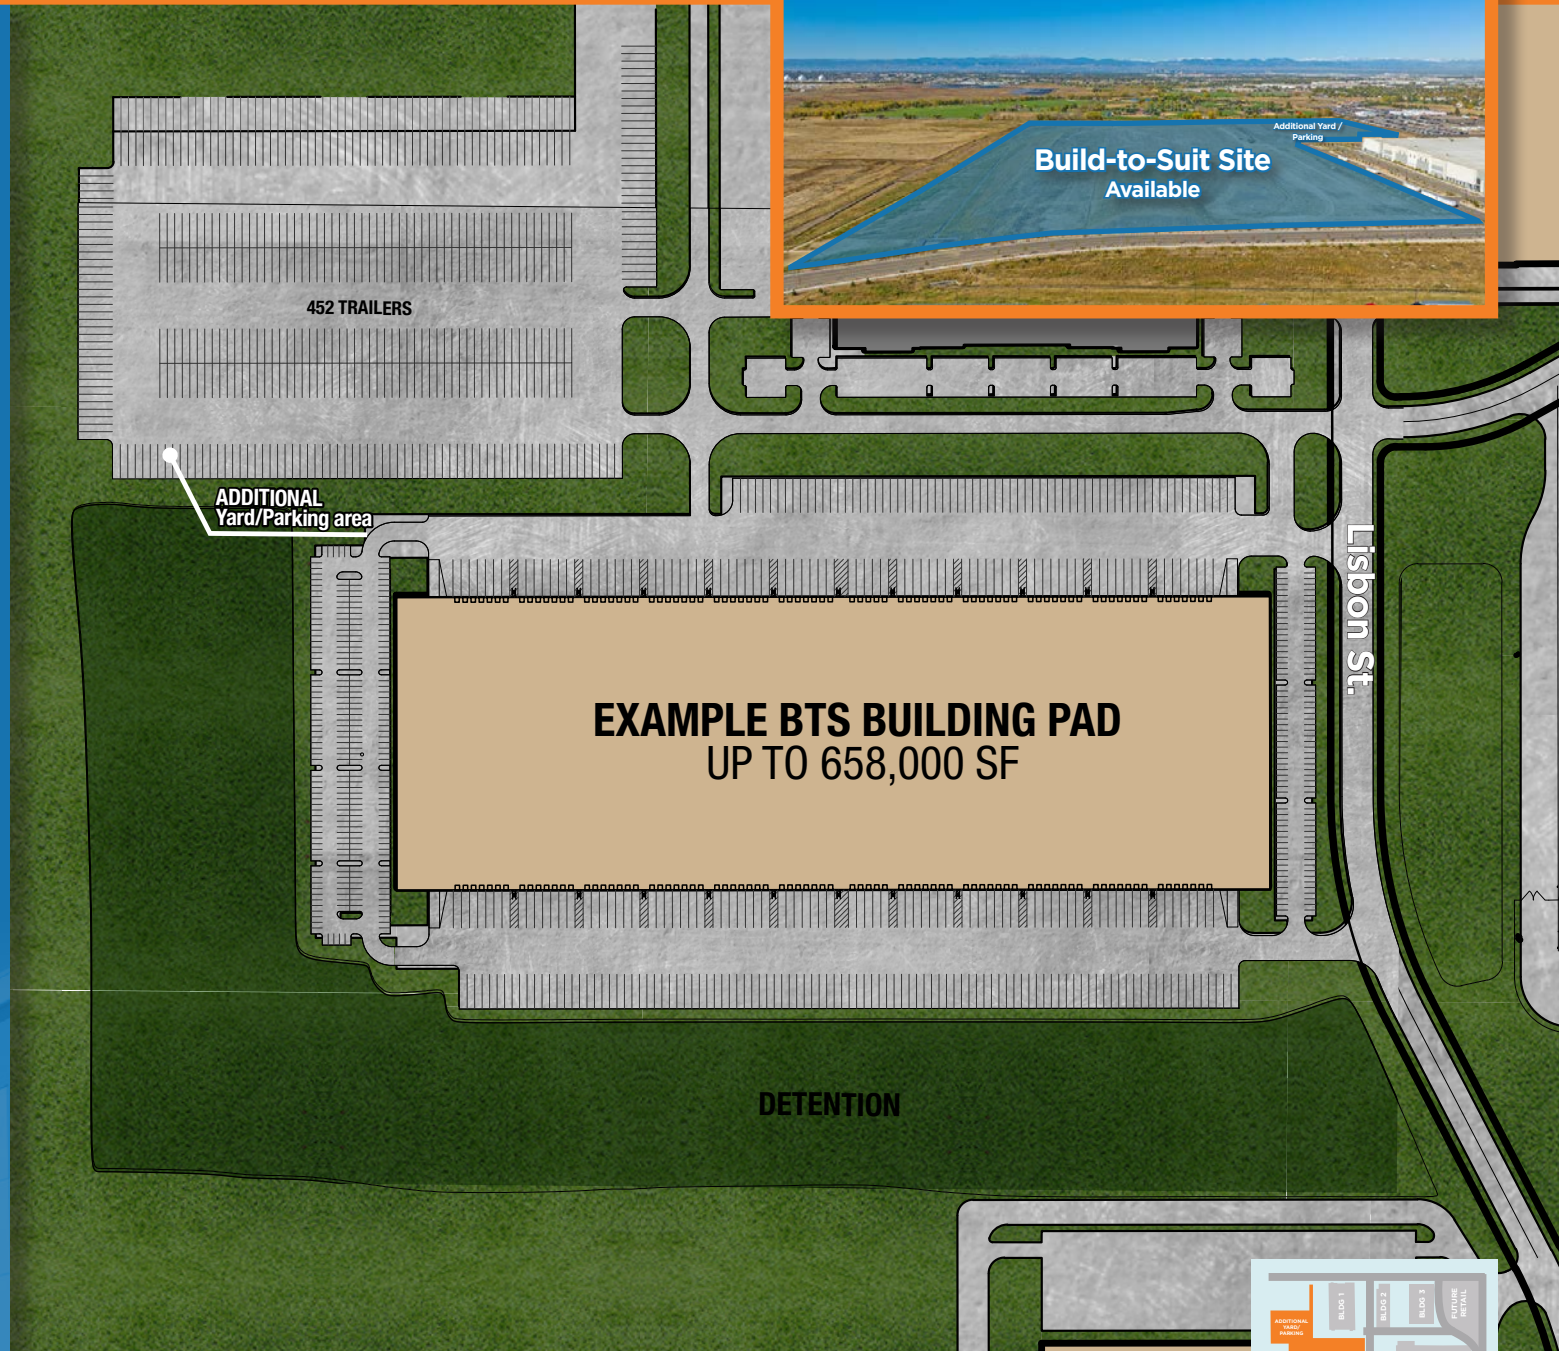 Additional Yard /
Parking
Build-to-Suit Site
Available
452 TRAILERS
ADDITIONAL
Yard/Parking area
Lisbon St.
EXAMPLE BTS BUILDING PAD
UP TO 658,000 SF
DETENTION
BLDG 1
BLDG 2
BLDG 3
FUTURE
RETAIL
ADDITIONAL
YARD/
PARKING